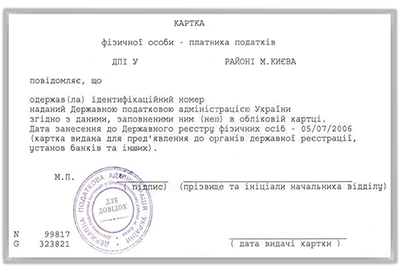 КАРТКА
фізичної особи - платника податків
ДПІ У РАЙОНІ М.КИЄВА
повідомляє, що
одержав(ла) ідентифікаційний номер
наданий Державною податковою адміністрацією України
згідно з даними, заповненими ним (нею) в обліковій картці.
Дата занесення до Державного реєстру фізичних осіб - 05/07/2006
(картка видана для пред'явлення до органів державної реєстрації,
установ банків та інших).
М.П.
(підпис) (прізвище та ініціали начальника відділу)
ДЕРЖАВНА ПОДАТКОВА АДМІНІСТРАЦІЯ
ДЛЯ
ДОВІДОК
N 99817
G 323821
( дата видачі картки )